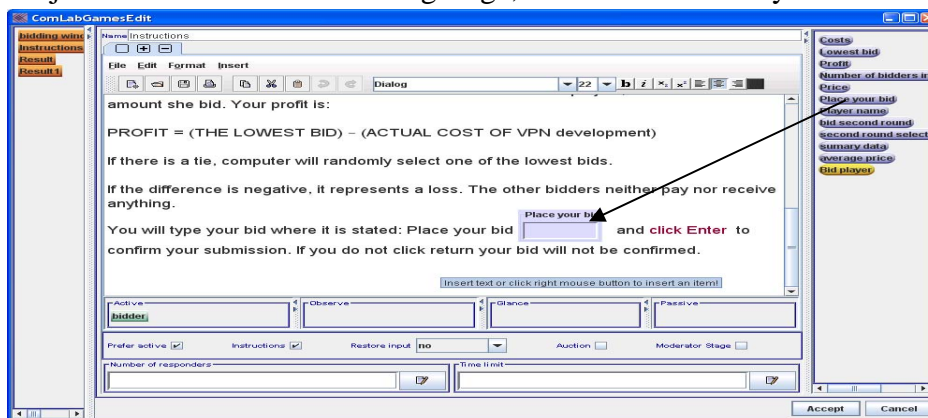 ComLabGamesEdit
bidding wind
Instructions
Result
Result1
Name Instructions
File Edit Format Insert
Dialog 22 b i x₂ x²
amount she bid. Your profit is:
PROFIT = (THE LOWEST BID) – (ACTUAL COST OF VPN development)
If there is a tie, computer will randomly select one of the lowest bids.
If the difference is negative, it represents a loss. The other bidders neither pay nor receive
anything.
Place your bid
You will type your bid where it is stated: Place your bid and click Enter to
confirm your submission. If you do not click return your bid will not be confirmed.
Insert text or click right mouse button to insert an item!
Active Observe Glance Passive
bidder
Prefer active Instructions Restore input no Auction Moderator Stage
Number of responders Time limit
Costs
Lowest bid
Profit
Number of bidders in
Price
Place your bid
Player name
bid second round
second round select
sumary data
average price
Bid player
Accept Cancel